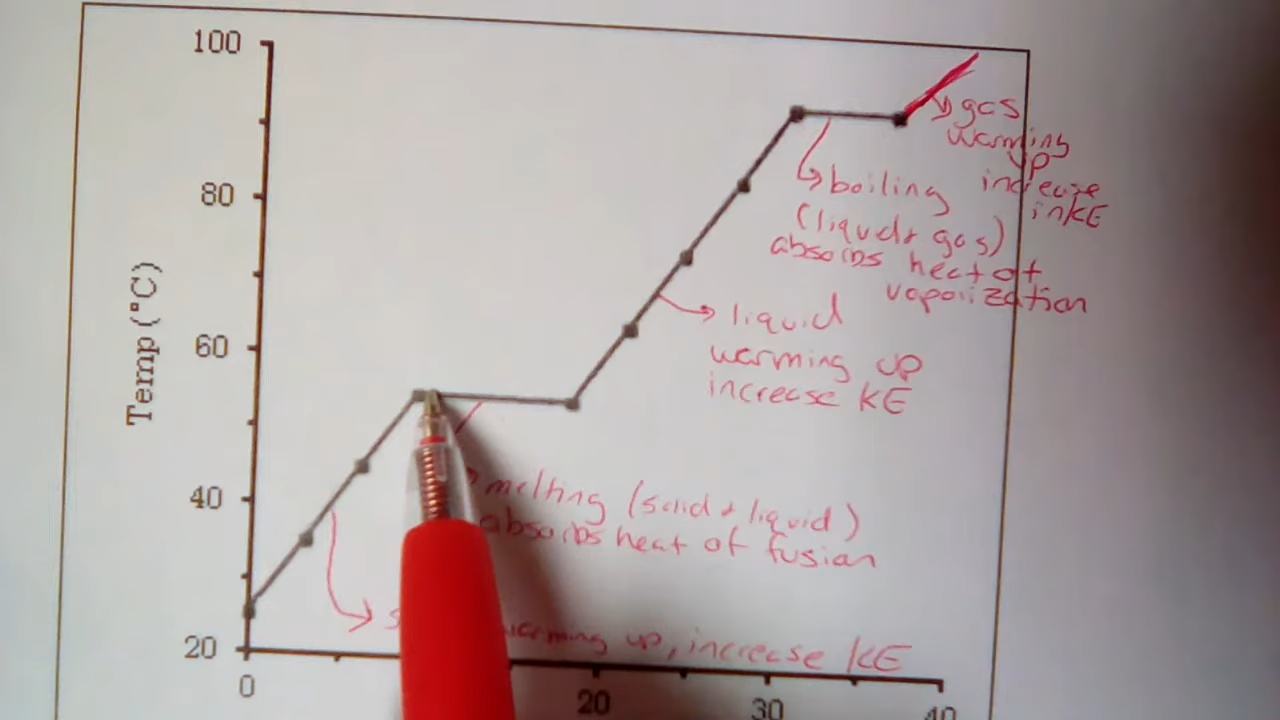 100
80
60
40
20
Temp (°C)
0
20
30
40
gas
warming
up
increase
in KE
boiling
(liquid + gas)
absorbs heat of
vaporization
liquid
warming up
increase KE
melting (solid + liquid)
absorbs heat of fusion
warming up, increase KE